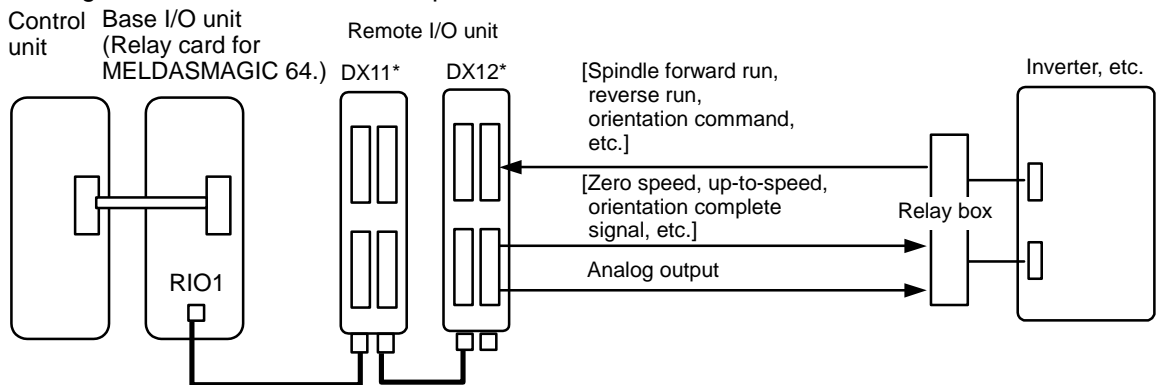 Control unit
Base I/O unit
(Relay card for
MELDASMAGIC 64.)
Remote I/O unit
DX11*
DX12*
[Spindle forward run,
reverse run,
orientation command,
etc.]
Inverter, etc.
[Zero speed, up-to-speed,
orientation complete
signal, etc.]
Relay box
Analog output
RIO1